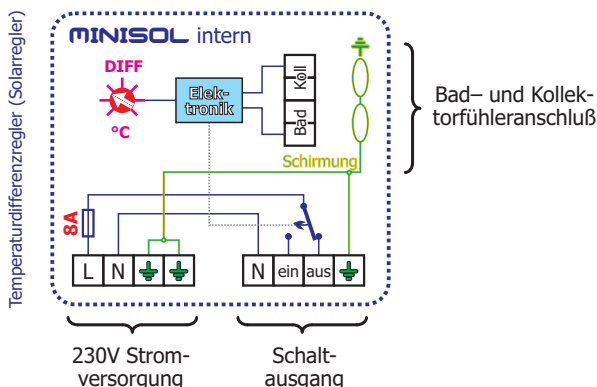 Temperaturdifferenzregler (Solarregler)
MINISOL intern
DIFF
°C
Elek-
tronik
Koll
Bad
Schirmung
Bad– und Kollek-
torfühleranschluß
8A
L N
N ein aus
230V Strom-
versorgung
Schalt-
ausgang